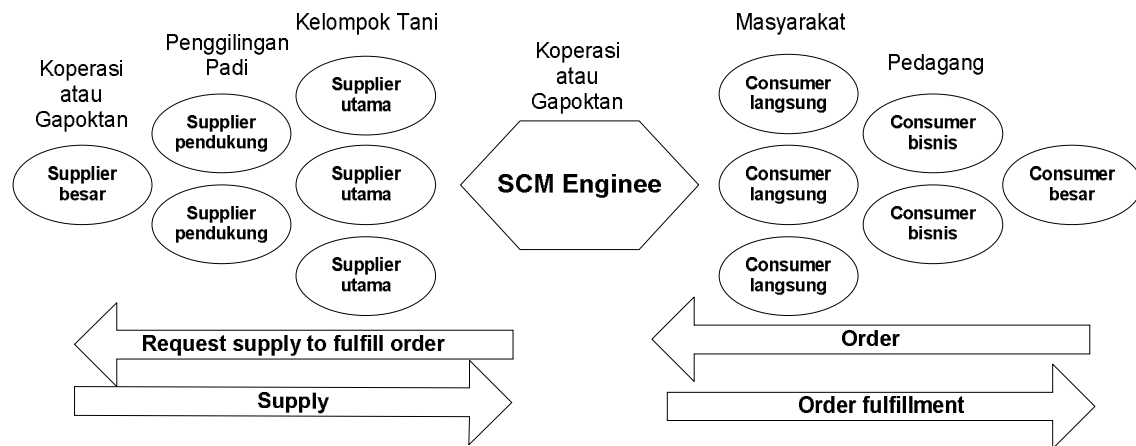 Koperasi
atau
Gapoktan
Supplier
besar
Penggilingan
Padi
Supplier
pendukung
Supplier
pendukung
Kelompok Tani
Supplier
utama
Supplier
utama
Supplier
utama
Koperasi
atau
Gapoktan
SCM Enginee
Masyarakat
Consumer
langsung
Consumer
langsung
Consumer
langsung
Pedagang
Consumer
bisnis
Consumer
bisnis
Consumer
besar
Request supply to fulfill order
Supply
Order
Order fulfillment